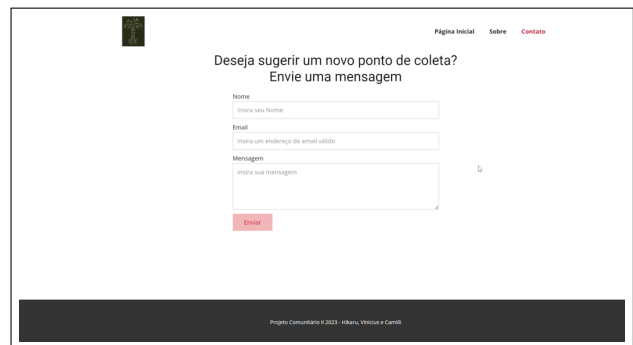 Página Inicial Sobre Contato
Deseja sugerir um novo ponto de coleta?
Envie uma mensagem
Nome
Insira seu Nome
Email
Insira um endereço de email válido
Mensagem
Insira sua mensagem
Enviar
Projeto Comunitário II 2023 - Hikaru, Vinicius e Camilli